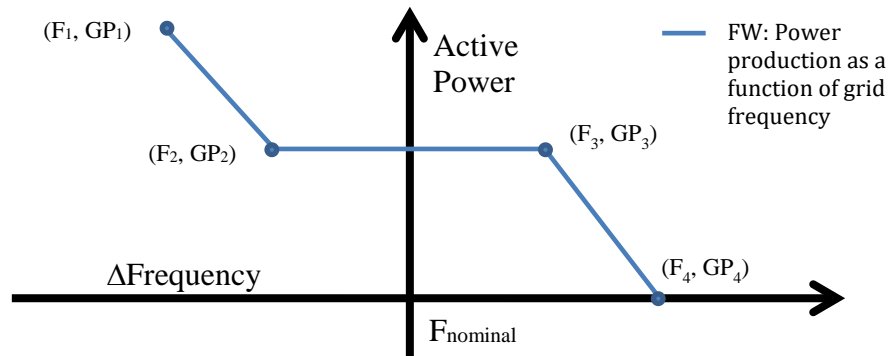 (F₁, GP₁)
Active
Power
FW: Power
production as a
function of grid
frequency
(F₂, GP₂)
(F₃, GP₃)
(F₄, GP₄)
ΔFrequency
Fₙₒₘᵢₙₐₗ